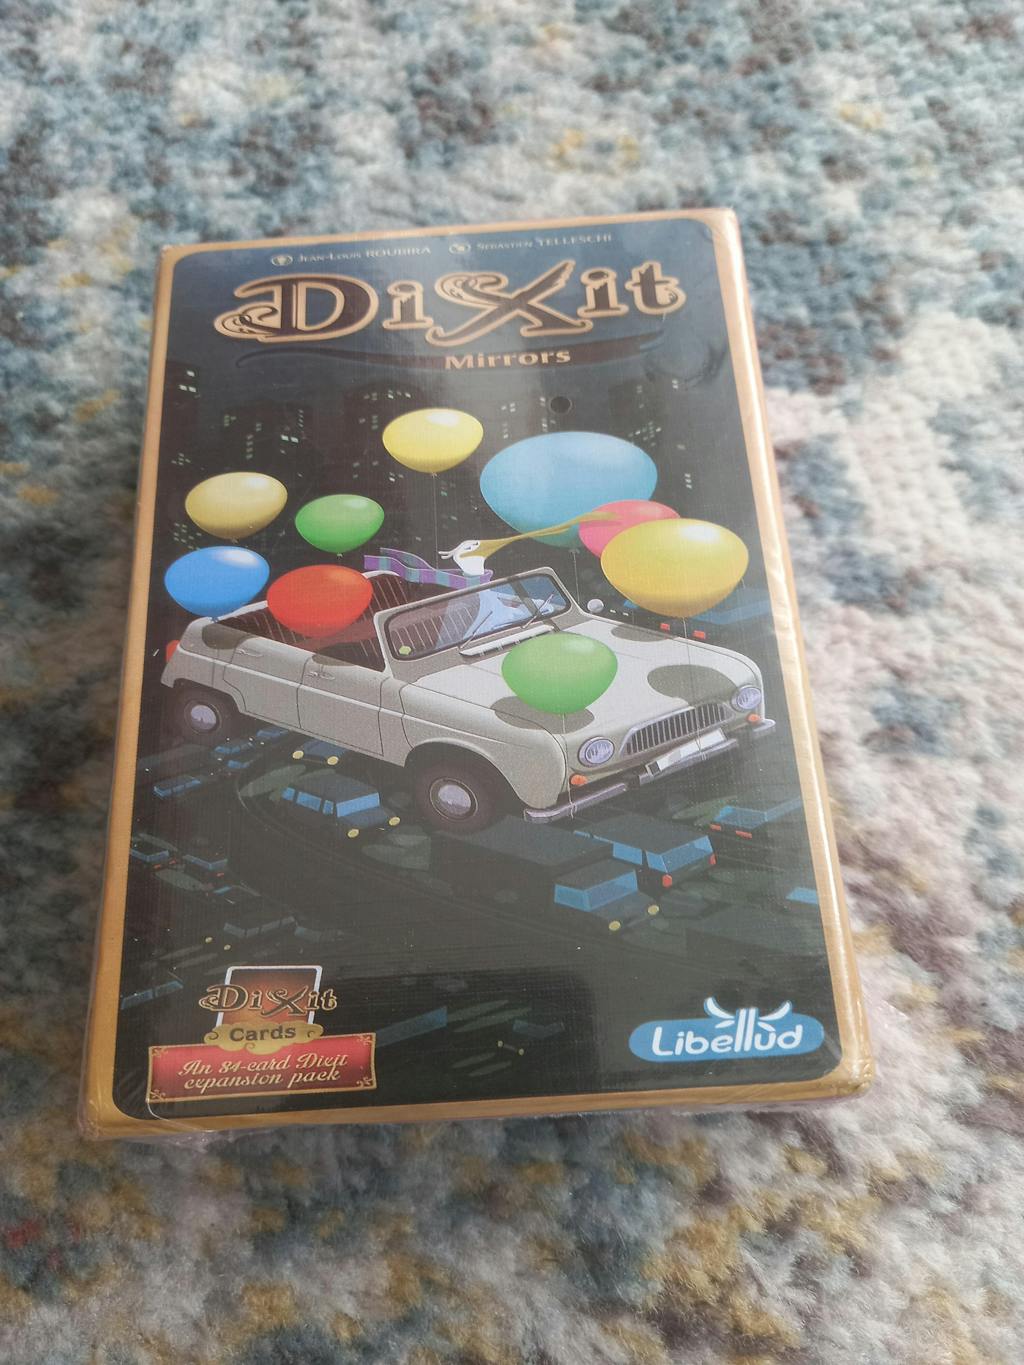 Jean-Louis ROUBIRA Sébastien TELLESCHI
DiXit
Mirrors
DiXit
Cards
An 84-card Dixit
expansion pack
Libellud